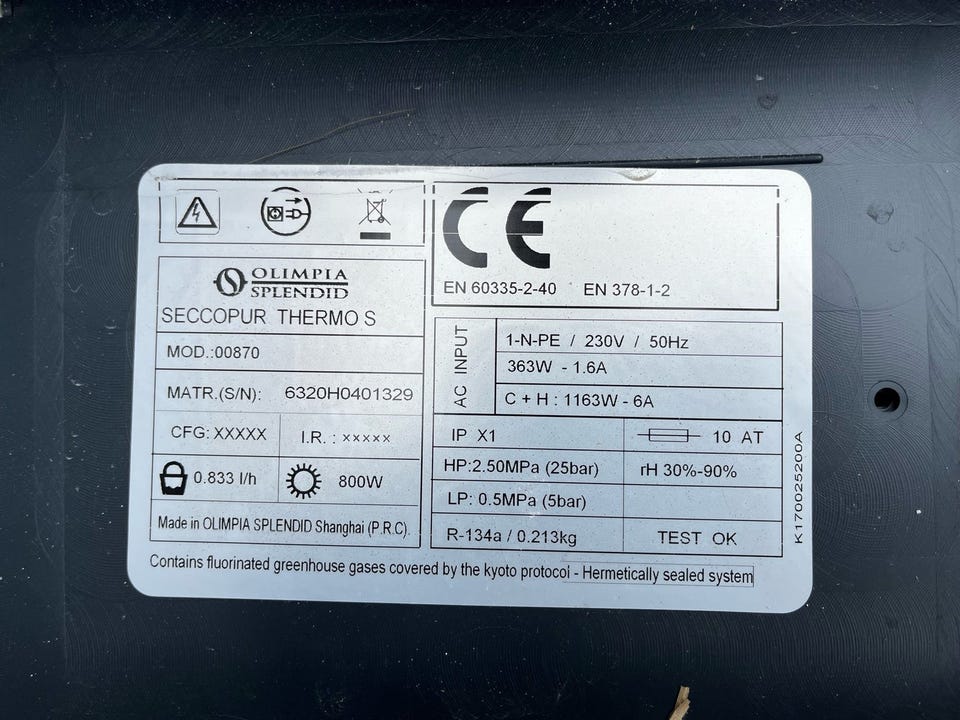 OLIMPIA
SPLENDID
SECCOPUR THERMO S
MOD.:00870
MATR.(S/N): 6320H0401329
CFG: XXXXX I.R. : xxxxx
0.833 l/h 800W
Made in OLIMPIA SPLENDID Shanghai (P.R.C).
CE
EN 60335-2-40 EN 378-1-2
AC INPUT
1-N-PE / 230V / 50Hz
363W - 1.6A
C + H : 1163W - 6A
IP X1 10 AT
HP:2.50MPa (25bar) rH 30%-90%
LP: 0.5MPa (5bar)
R-134a / 0.213kg TEST OK
K170025200A
Contains fluorinated greenhouse gases covered by the kyoto protocol - Hermetically sealed system